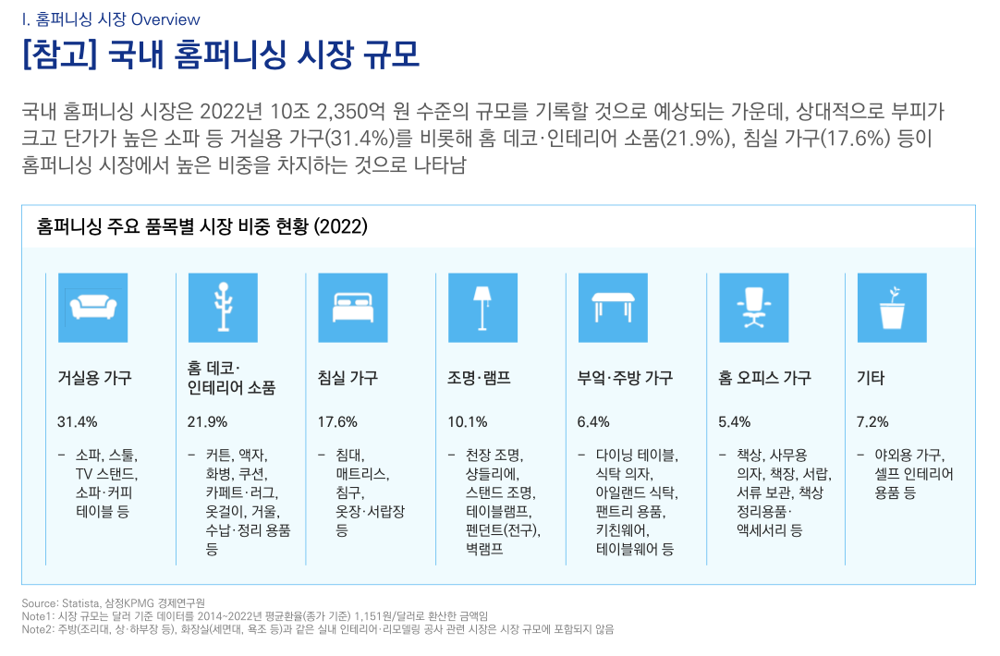 I. 홈퍼니싱 시장 Overview
[참고] 국내 홈퍼니싱 시장 규모
국내 홈퍼니싱 시장은 2022년 10조 2,350억 원 수준의 규모를 기록할 것으로 예상되는 가운데, 상대적으로 부피가
크고 단가가 높은 소파 등 거실용 가구(31.4%)를 비롯해 홈 데코·인테리어 소품(21.9%), 침실 가구(17.6%) 등이
홈퍼니싱 시장에서 높은 비중을 차지하는 것으로 나타남
홈퍼니싱 주요 품목별 시장 비중 현황 (2022)
거실용 가구
31.4%
– 소파, 스툴,
TV 스탠드,
소파·커피
테이블 등
홈 데코·
인테리어 소품
21.9%
– 커튼, 액자,
화병, 쿠션,
카페트·러그,
옷걸이, 거울,
수납·정리 용품
등
침실 가구
17.6%
– 침대,
매트리스,
침구,
옷장·서랍장
등
조명·램프
10.1%
– 천장 조명,
샹들리에,
스탠드 조명,
테이블램프,
펜던트(전구),
벽램프
부엌·주방 가구
6.4%
– 다이닝 테이블,
식탁 의자,
아일랜드 식탁,
팬트리 용품,
키친웨어,
테이블웨어 등
홈 오피스 가구
5.4%
– 책상, 사무용
의자, 책장, 서랍,
서류 보관, 책상
정리용품·
액세서리 등
기타
7.2%
– 야외용 가구,
셀프 인테리어
용품 등
Source: Statista, 삼정KPMG 경제연구원
Note1: 시장 규모는 달러 기준 데이터를 2014~2022년 평균환율(종가 기준) 1,151원/달러로 환산한 금액임
Note2: 주방(조리대, 상·하부장 등), 화장실(세면대, 욕조 등)과 같은 실내 인테리어·리모델링 공사 관련 시장은 시장 규모에 포함되지 않음